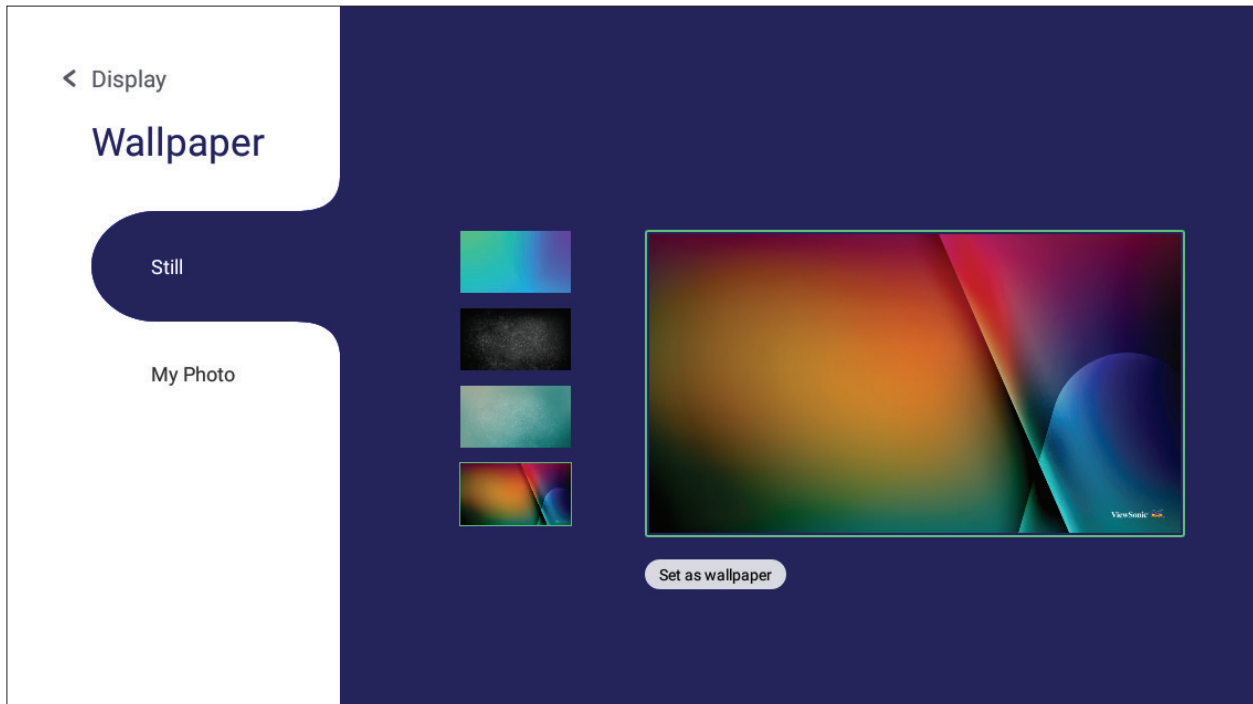 Display
Wallpaper
Still
My Photo
ViewSonic
Set as wallpaper